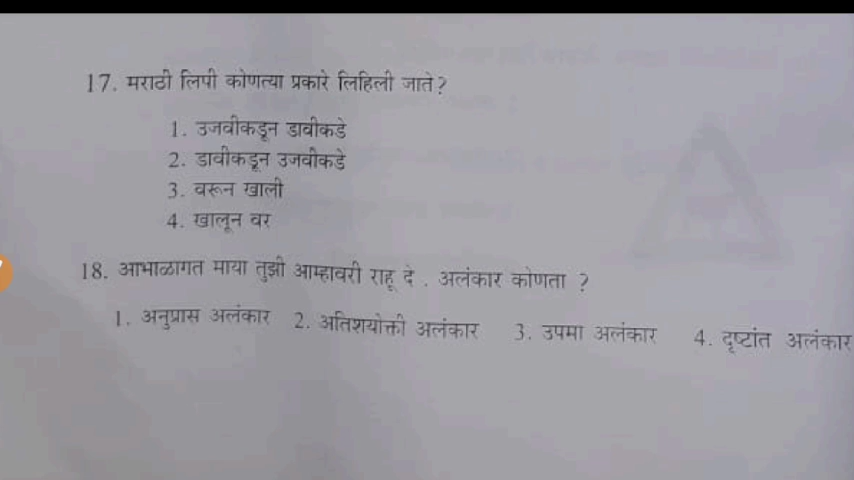 17. मराठी लिपी कोणत्या प्रकारे लिहिली जाते?
1. उजवीकडून डावीकडे
2. डावीकडून उजवीकडे
3. वरून खाली
4. खालून वर
18. आभाळागत माया तुझी आम्हावरी राहू दे . अलंकार कोणता ?
1. अनुप्रास अलंकार 2. अतिशयोक्ती अलंकार 3. उपमा अलंकार 4. दृष्टांत अलंकार